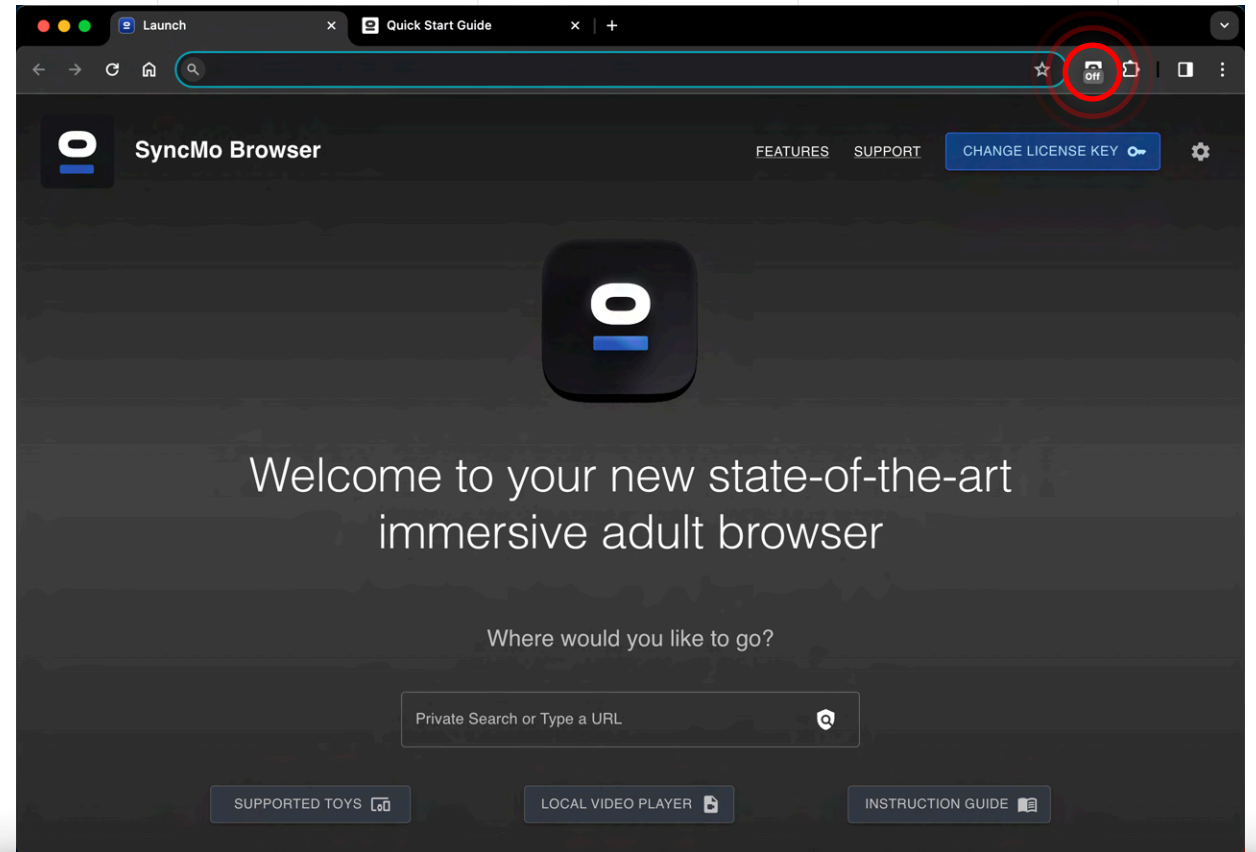 Launch
Quick Start Guide
Off
SyncMo Browser
FEATURES
SUPPORT
CHANGE LICENSE KEY
Welcome to your new state-of-the-art
immersive adult browser
Where would you like to go?
Private Search or Type a URL
SUPPORTED TOYS
LOCAL VIDEO PLAYER
INSTRUCTION GUIDE